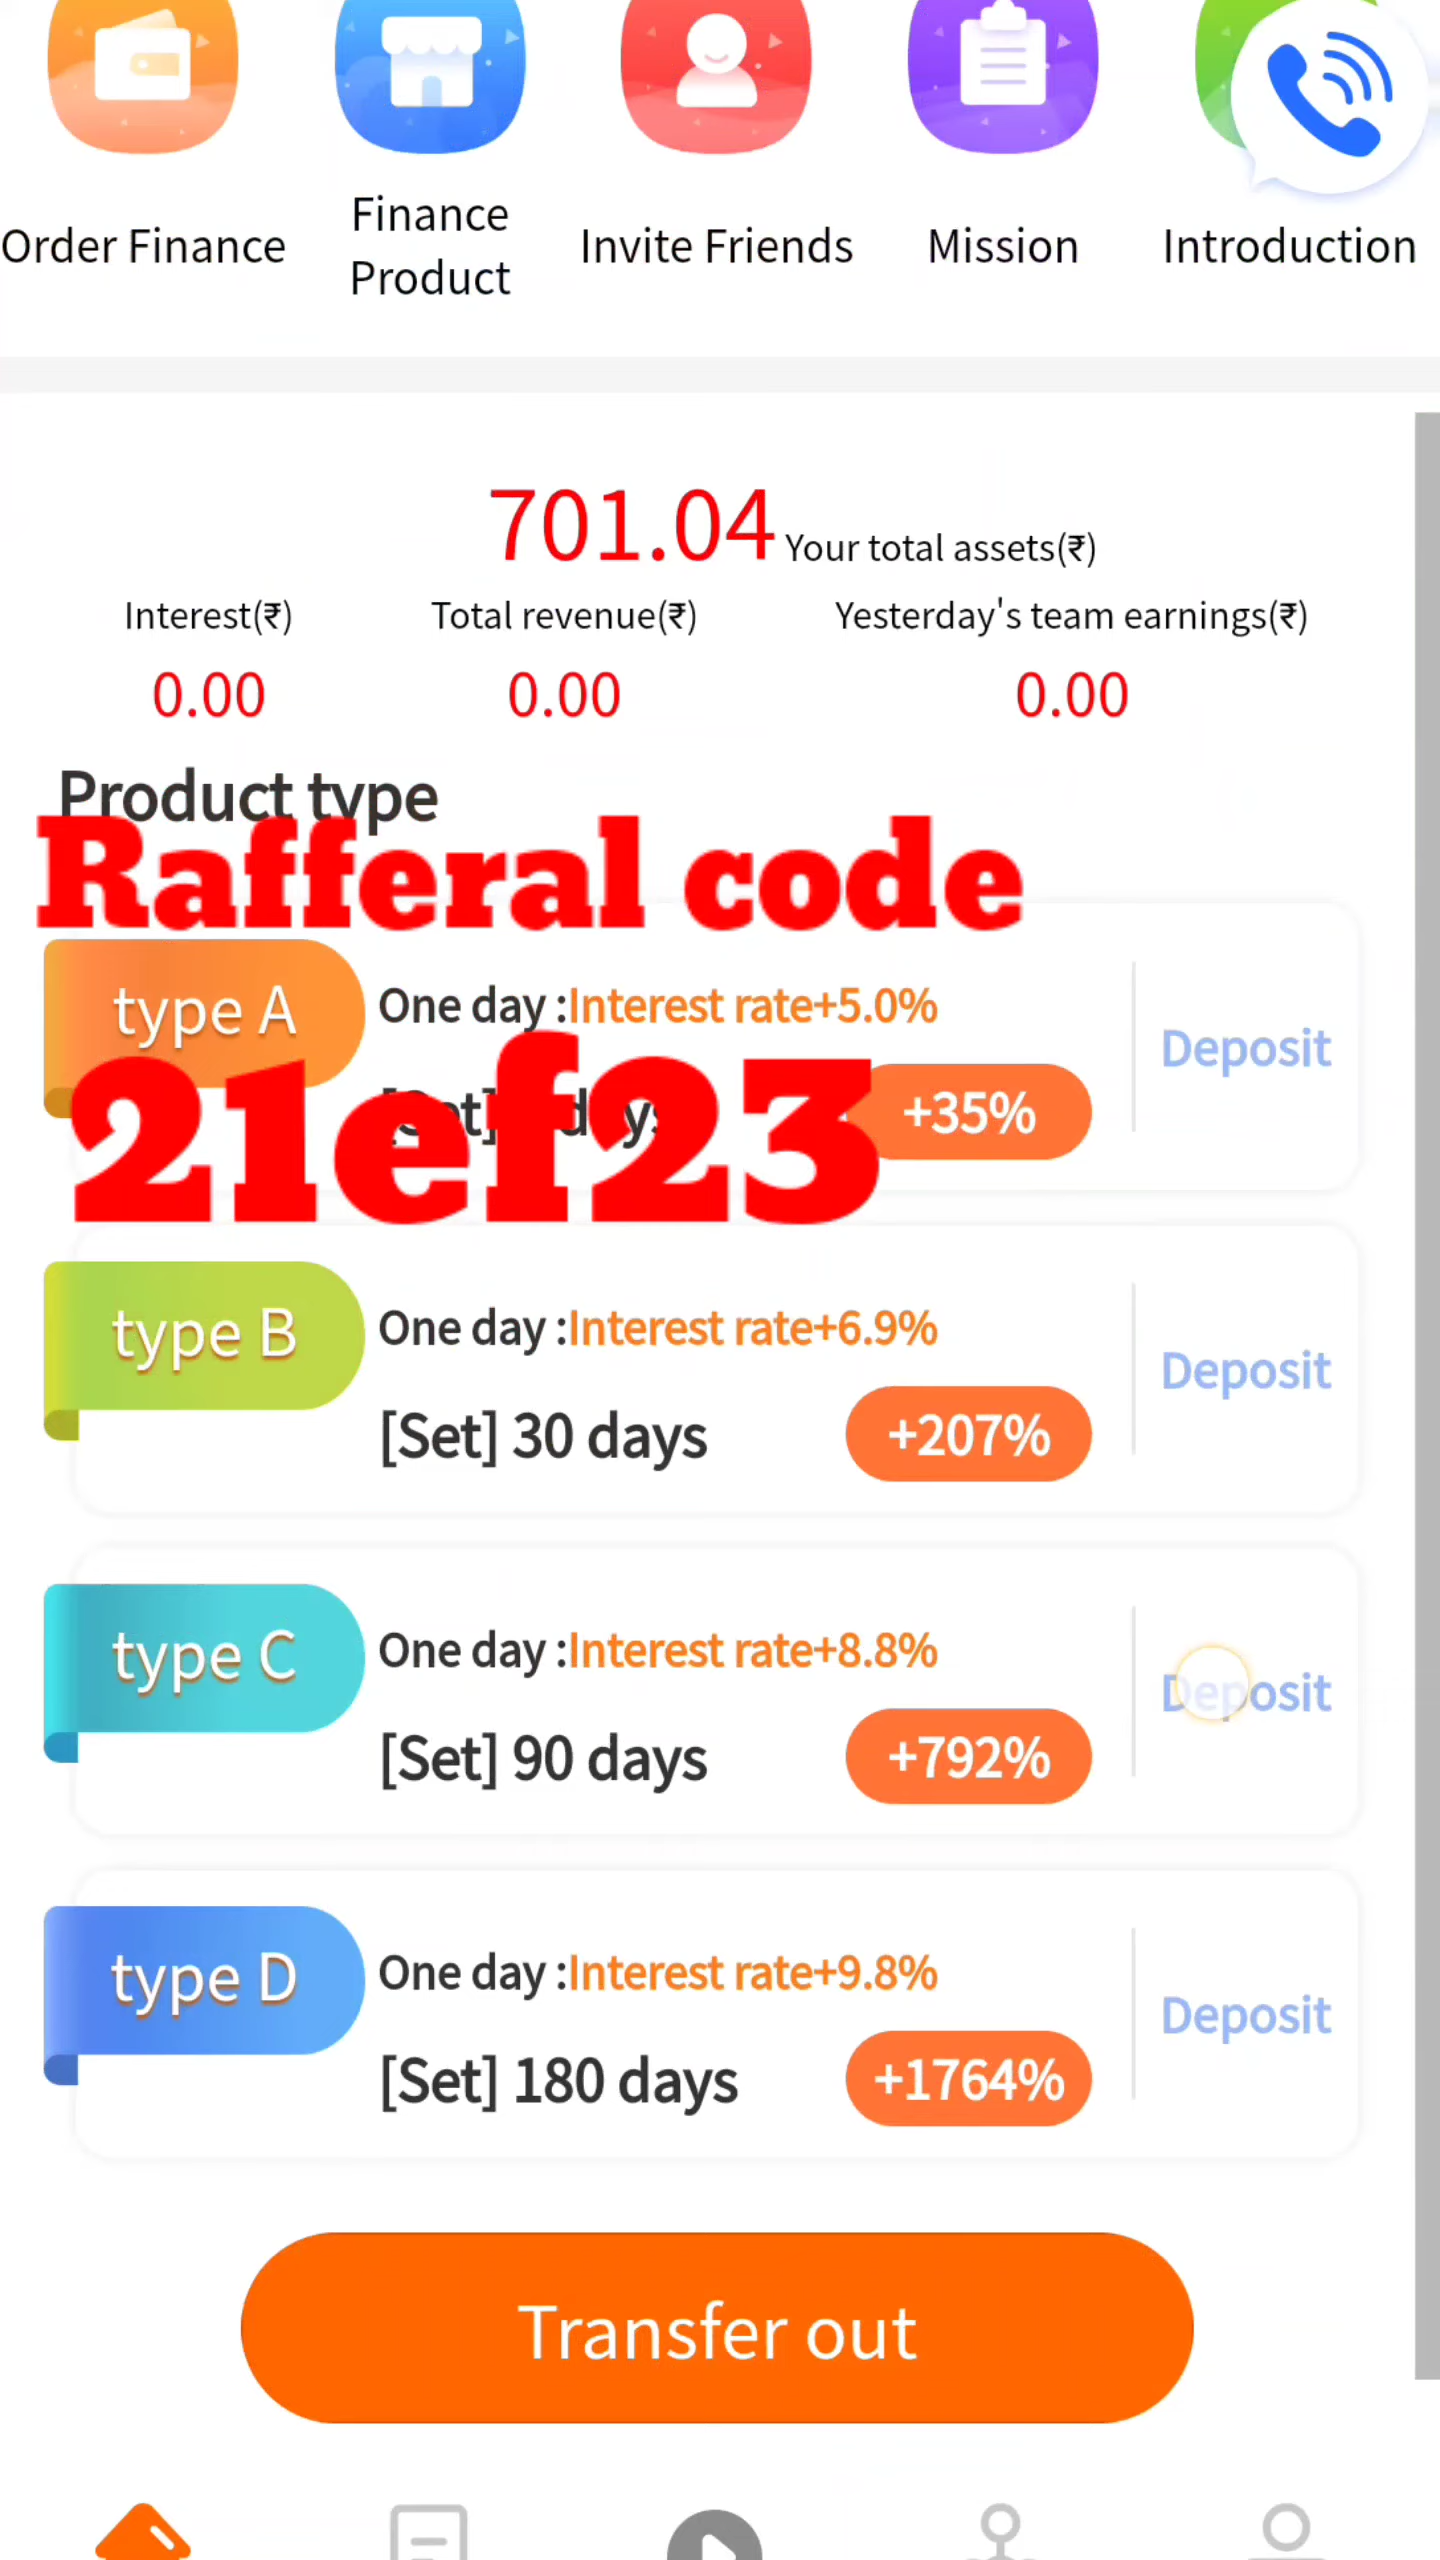 Order Finance
Finance
Product
Invite Friends
Mission
Introduction
701.04 Your total assets(₹)
Interest(₹) Total revenue(₹) Yesterday's team earnings(₹)
0.00 0.00 0.00
Product type
Rafferal code
type A
One day :Interest rate+5.0%
Deposit
21ef23
+35%
type B
One day :Interest rate+6.9%
Deposit
[Set] 30 days +207%
type C
One day :Interest rate+8.8%
Deposit
[Set] 90 days +792%
type D
One day :Interest rate+9.8%
Deposit
[Set] 180 days +1764%
Transfer out